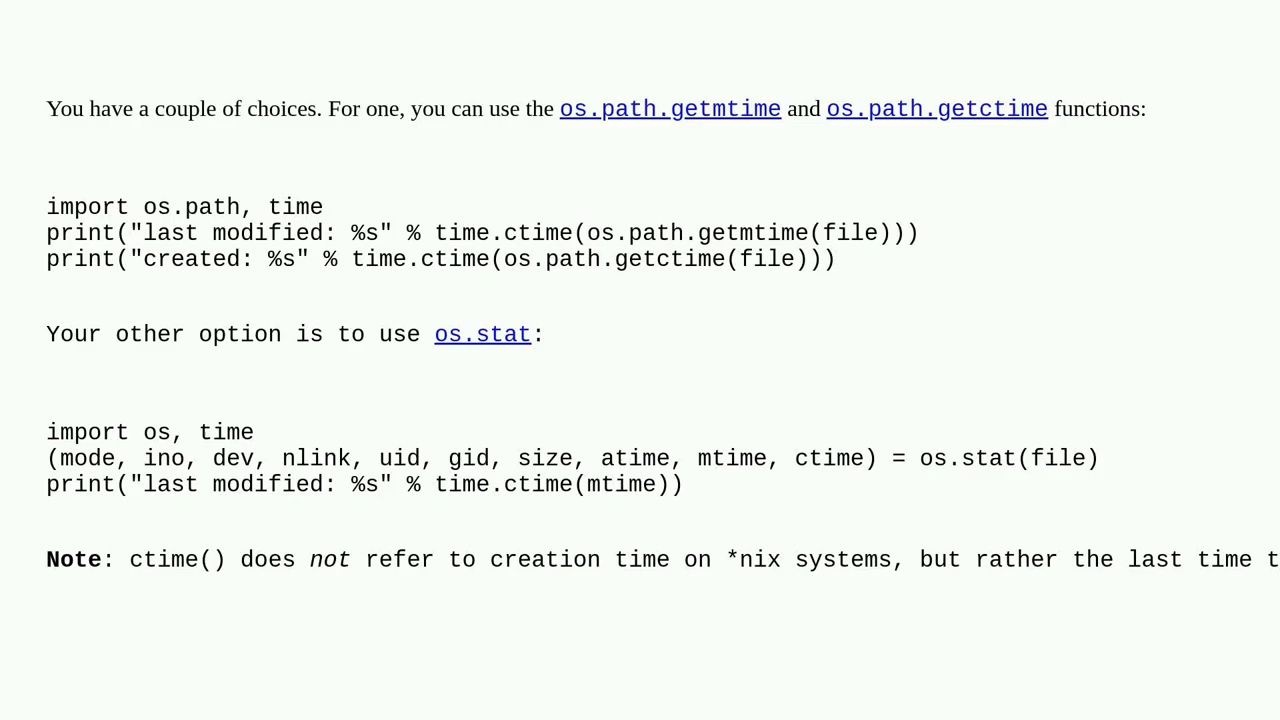 You have a couple of choices. For one, you can use the os.path.getmtime and os.path.getctime functions:
import os.path, time
print("last modified: %s" % time.ctime(os.path.getmtime(file)))
print("created: %s" % time.ctime(os.path.getctime(file)))
Your other option is to use os.stat:
import os, time
(mode, ino, dev, nlink, uid, gid, size, atime, mtime, ctime) = os.stat(file)
print("last modified: %s" % time.ctime(mtime))
Note: ctime() does not refer to creation time on *nix systems, but rather the last time